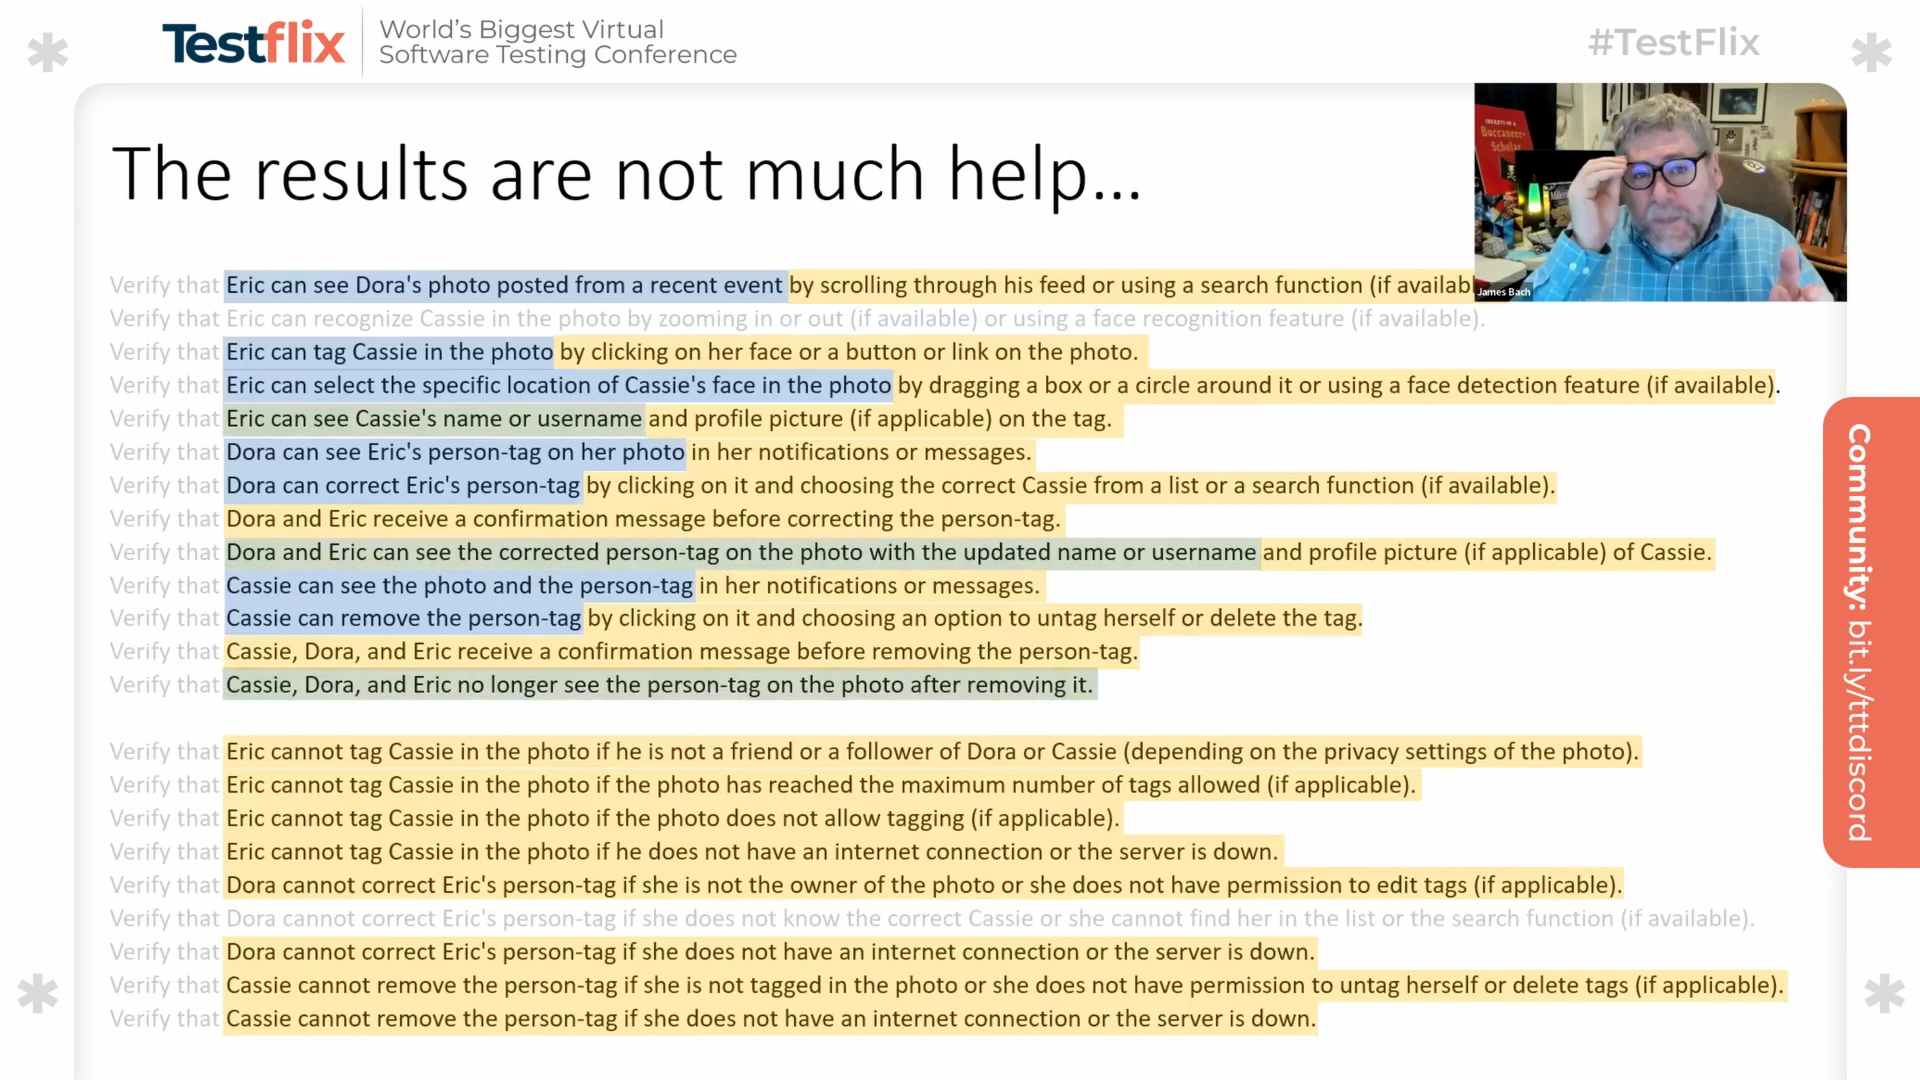 Testflix
World's Biggest Virtual
Software Testing Conference
#TestFlix
The results are not much help...
SECRETS OF A
Buccaneer-
Scholar
James Bach
Verify that Eric can see Dora's photo posted from a recent event by scrolling through his feed or using a search function (if availab
Verify that Eric can recognize Cassie in the photo by zooming in or out (if available) or using a face recognition feature (if available).
Verify that Eric can tag Cassie in the photo by clicking on her face or a button or link on the photo.
Verify that Eric can select the specific location of Cassie's face in the photo by dragging a box or a circle around it or using a face detection feature (if available).
Verify that Eric can see Cassie's name or username and profile picture (if applicable) on the tag.
Verify that Dora can see Eric's person-tag on her photo in her notifications or messages.
Verify that Dora can correct Eric's person-tag by clicking on it and choosing the correct Cassie from a list or a search function (if available).
Verify that Dora and Eric receive a confirmation message before correcting the person-tag.
Verify that Dora and Eric can see the corrected person-tag on the photo with the updated name or username and profile picture (if applicable) of Cassie.
Verify that Cassie can see the photo and the person-tag in her notifications or messages.
Verify that Cassie can remove the person-tag by clicking on it and choosing an option to untag herself or delete the tag.
Verify that Cassie, Dora, and Eric receive a confirmation message before removing the person-tag.
Verify that Cassie, Dora, and Eric no longer see the person-tag on the photo after removing it.
Verify that Eric cannot tag Cassie in the photo if he is not a friend or a follower of Dora or Cassie (depending on the privacy settings of the photo).
Verify that Eric cannot tag Cassie in the photo if the photo has reached the maximum number of tags allowed (if applicable).
Verify that Eric cannot tag Cassie in the photo if the photo does not allow tagging (if applicable).
Verify that Eric cannot tag Cassie in the photo if he does not have an internet connection or the server is down.
Verify that Dora cannot correct Eric's person-tag if she is not the owner of the photo or she does not have permission to edit tags (if applicable).
Verify that Dora cannot correct Eric's person-tag if she does not know the correct Cassie or she cannot find her in the list or the search function (if available).
Verify that Dora cannot correct Eric's person-tag if she does not have an internet connection or the server is down.
Verify that Cassie cannot remove the person-tag if she is not tagged in the photo or she does not have permission to untag herself or delete tags (if applicable).
Verify that Cassie cannot remove the person-tag if she does not have an internet connection or the server is down.
Community: bit.ly/tttdiscord